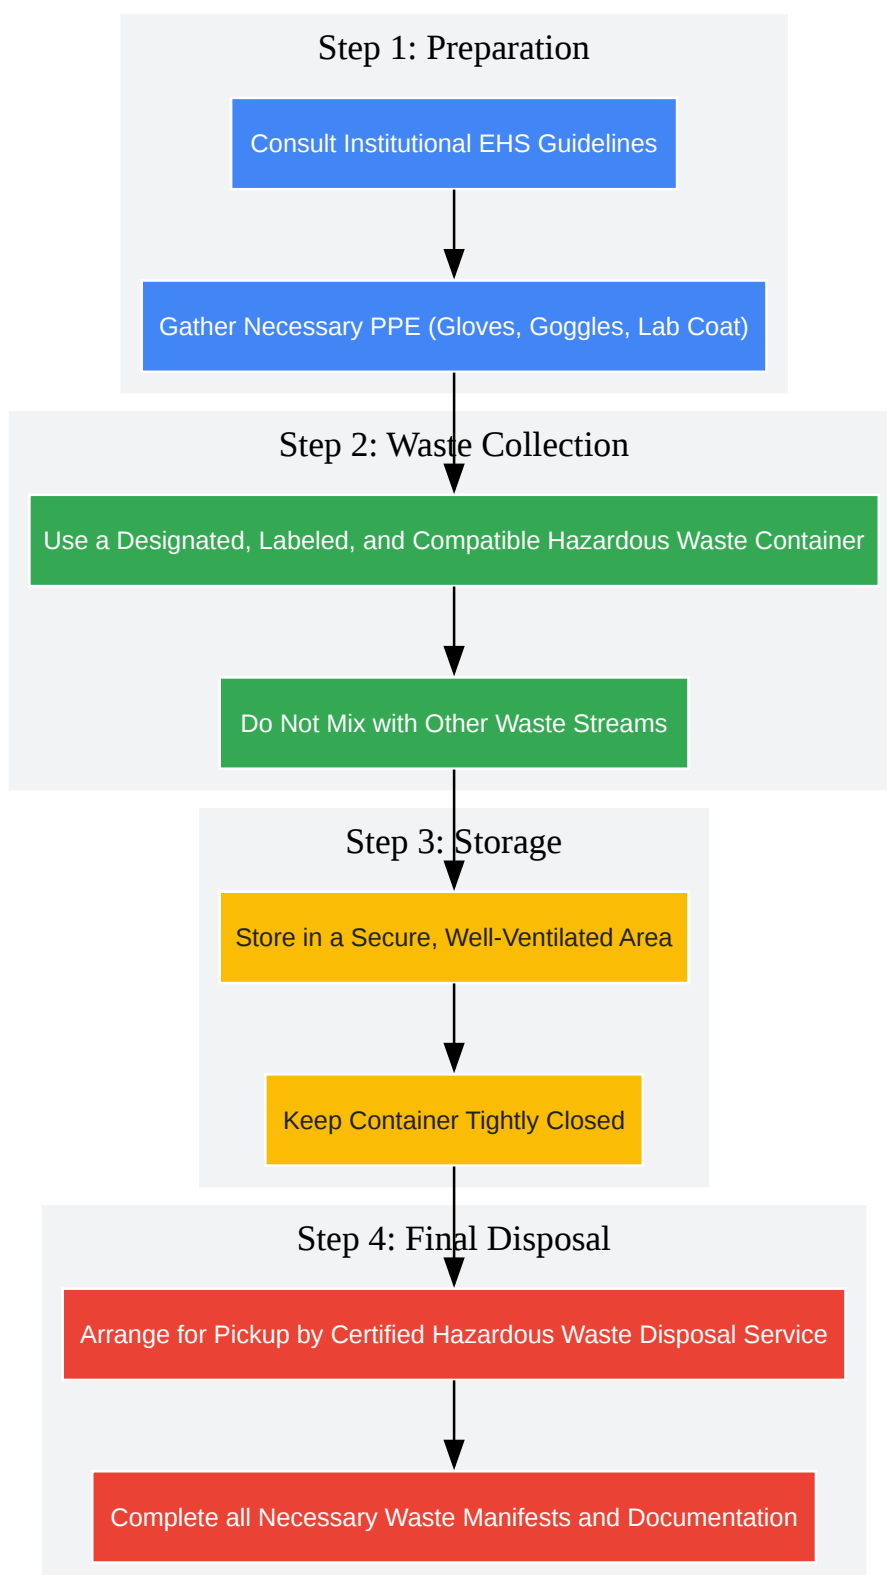 Step 1: Preparation
Consult Institutional EHS Guidelines
Gather Necessary PPE (Gloves, Goggles, Lab Coat)
Step 2: Waste Collection
Use a Designated, Labeled, and Compatible Hazardous Waste Container
Do Not Mix with Other Waste Streams
Step 3: Storage
Store in a Secure, Well-Ventilated Area
Keep Container Tightly Closed
Step 4: Final Disposal
Arrange for Pickup by Certified Hazardous Waste Disposal Service
Complete all Necessary Waste Manifests and Documentation